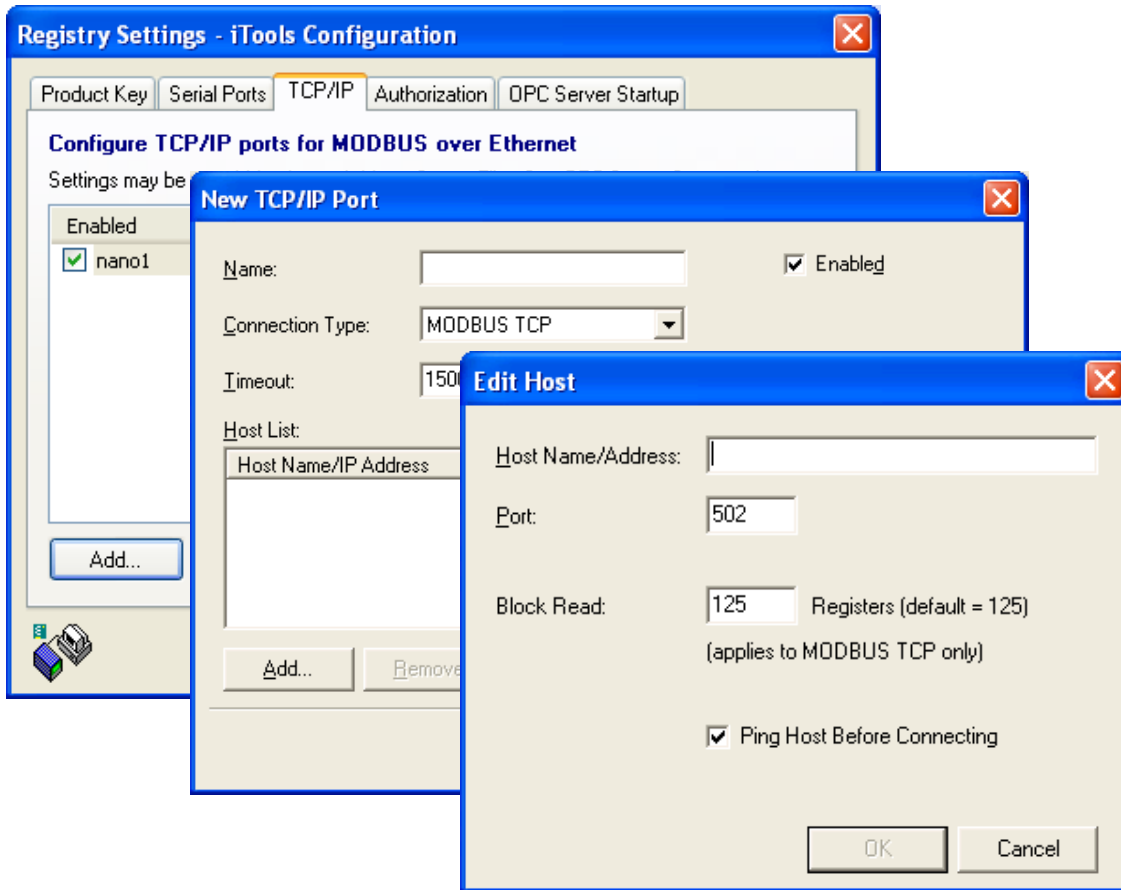 Registry Settings - iTools Configuration
Product Key Serial Ports TCP/IP Authorization OPC Server Startup
Configure TCP/IP ports for MODBUS over Ethernet
Settings may be
Enabled
nano1
Add...
New TCP/IP Port
Name:
Enabled
Connection Type: MODBUS TCP
Timeout: 150
Host List:
Host Name/IP Address
Add... Remove
Edit Host
Host Name/Address:
Port: 502
Block Read: 125 Registers (default = 125)
(applies to MODBUS TCP only)
Ping Host Before Connecting
OK Cancel